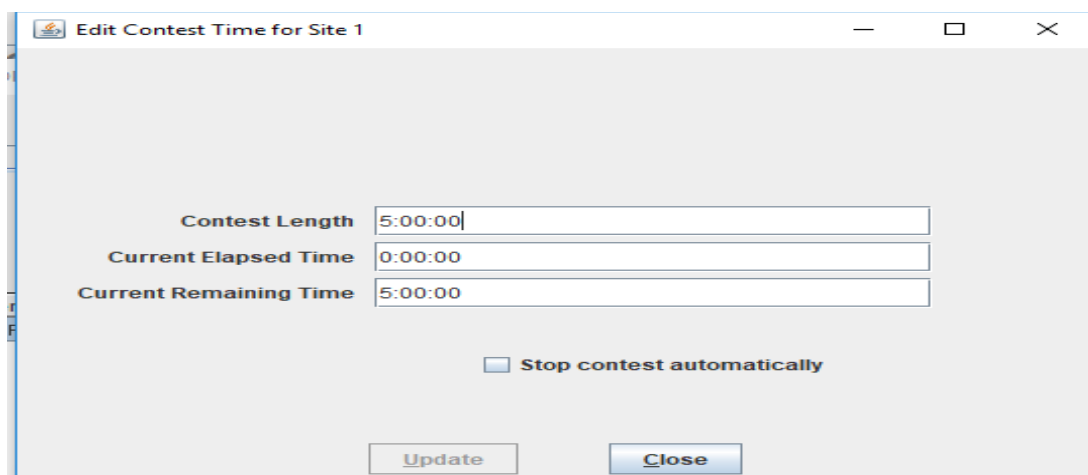 Edit Contest Time for Site 1
Contest Length 5:00:00
Current Elapsed Time 0:00:00
Current Remaining Time 5:00:00
Stop contest automatically
Update Close